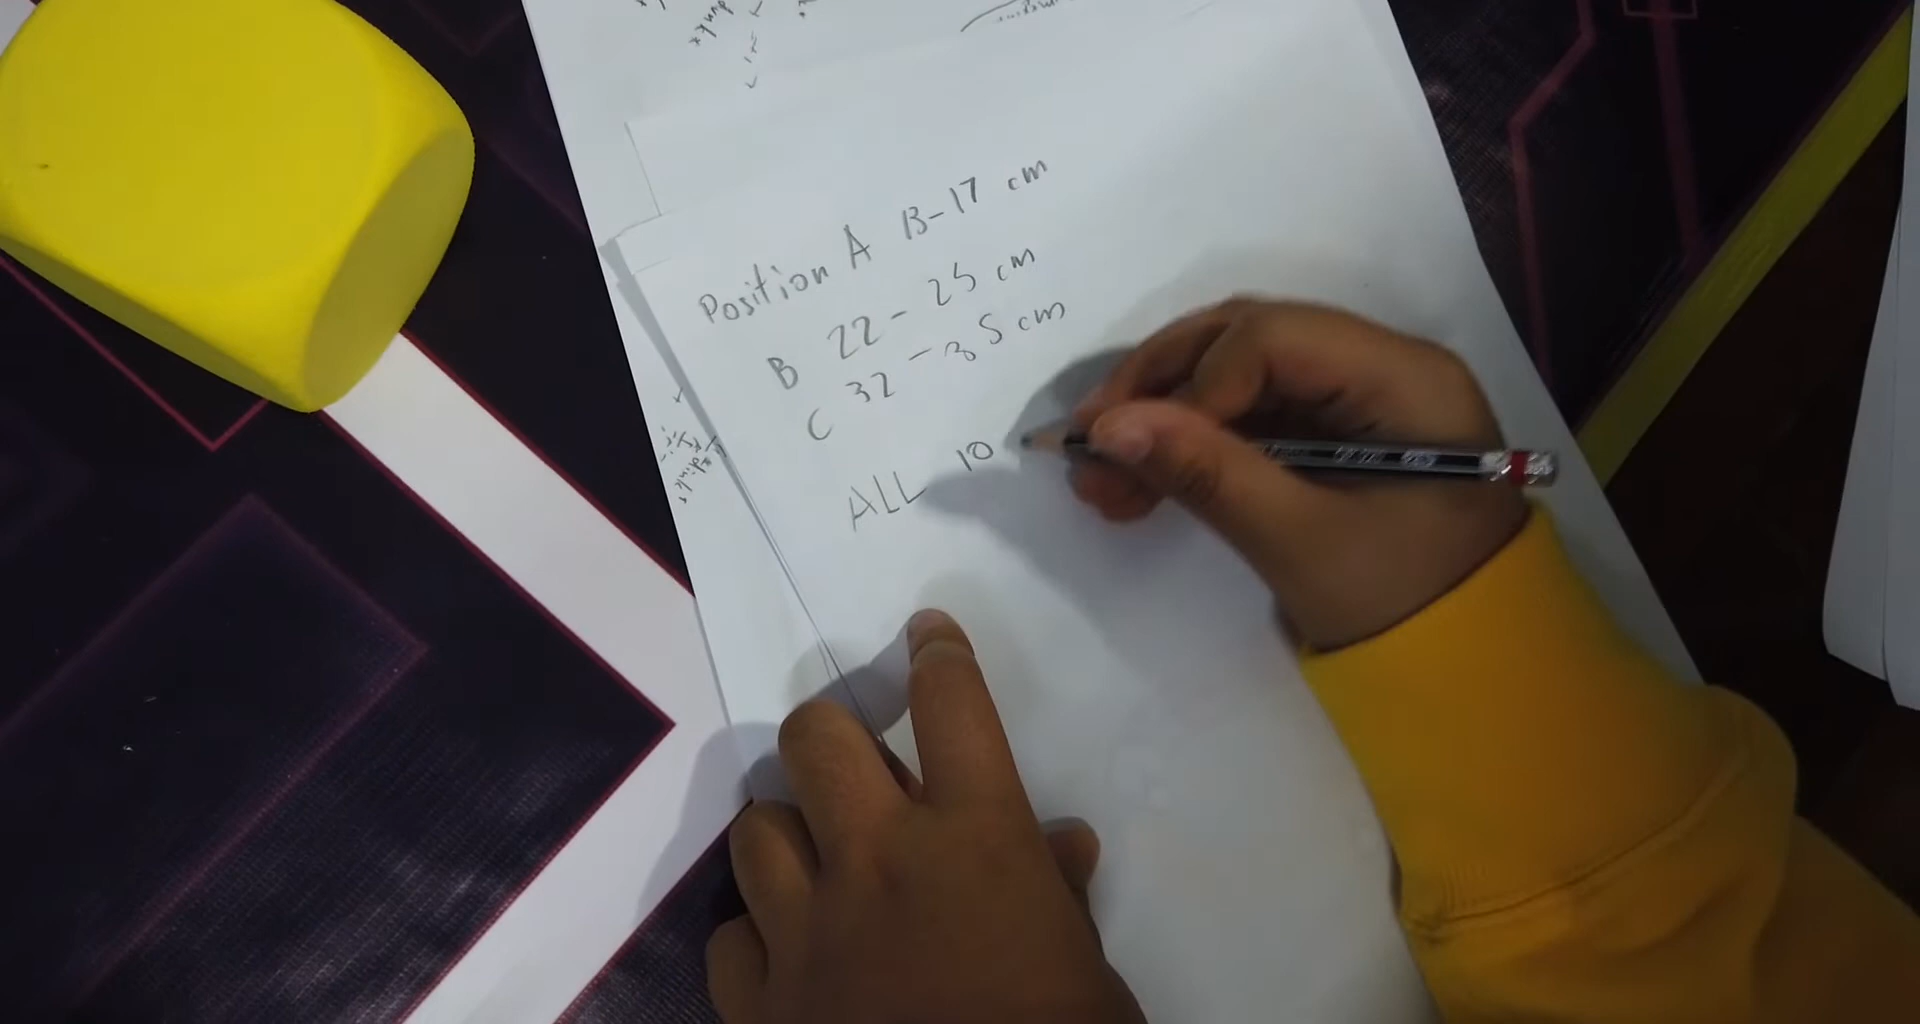 Position A 13-17 cm
B 22 - 25 cm
C 32 - 35 cm
ALL 10